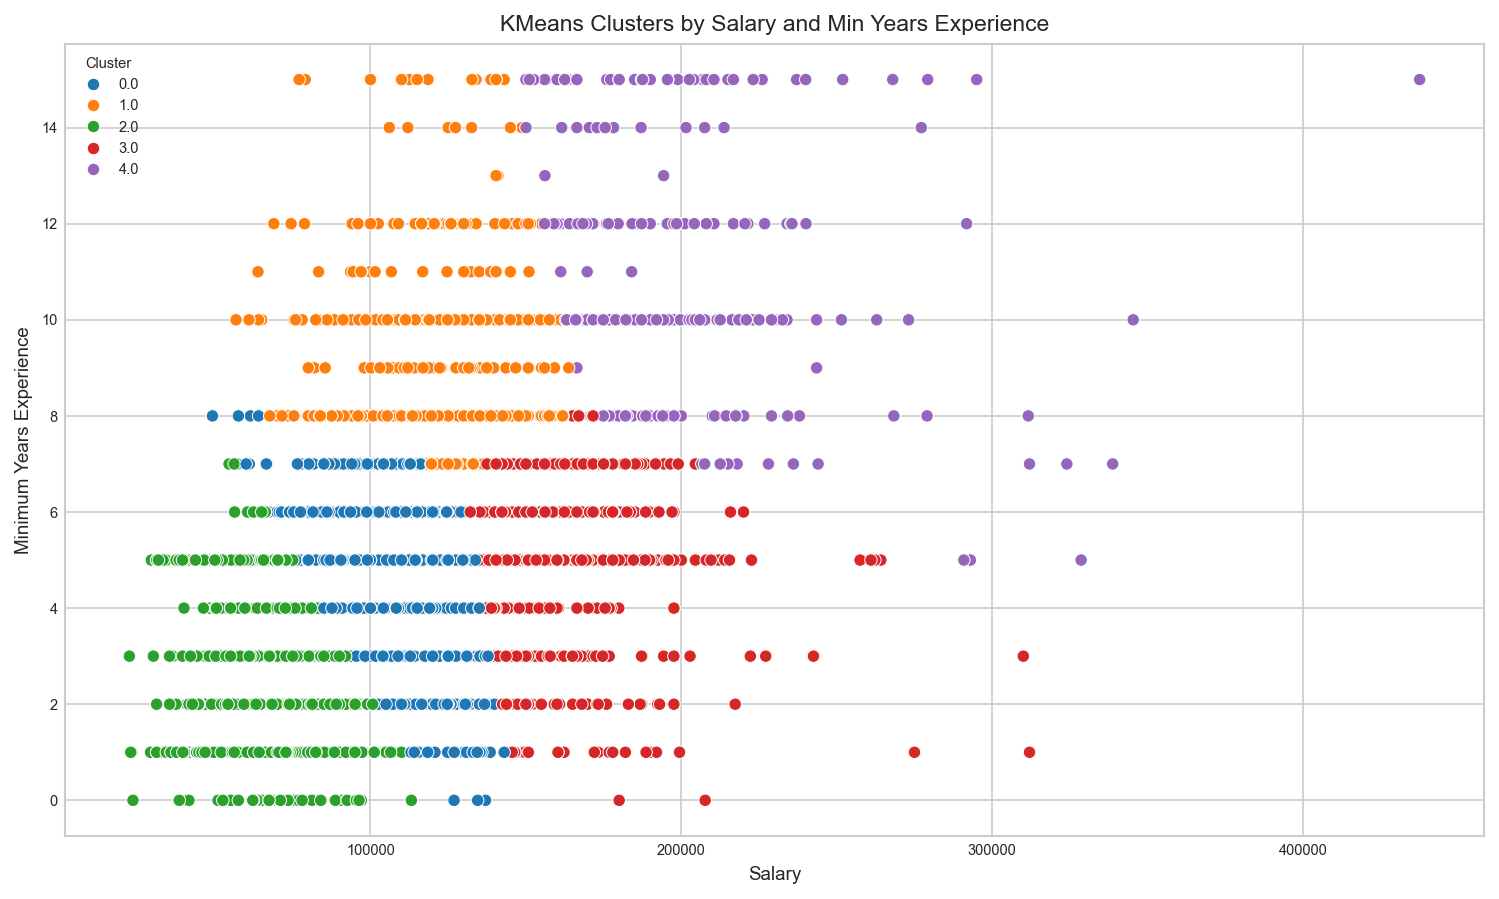 KMeans Clusters by Salary and Min Years Experience
Cluster
0.0
1.0
2.0
3.0
4.0
Minimum Years Experience
14
12
10
8
6
4
2
0
100000 200000 300000 400000
Salary